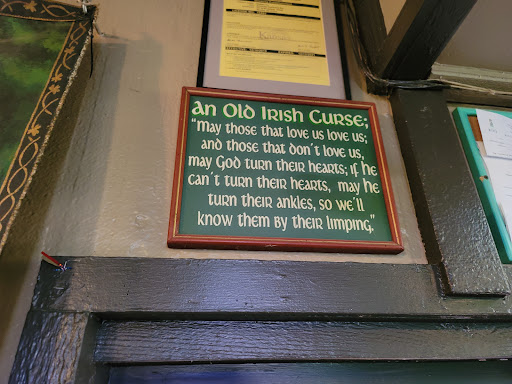 An Old Irish Curse;
"May those that love us love us;
and those that don't love us,
may God turn their hearts; if he
can't turn their hearts, may he
turn their ankles, so we'll
know them by their limping."